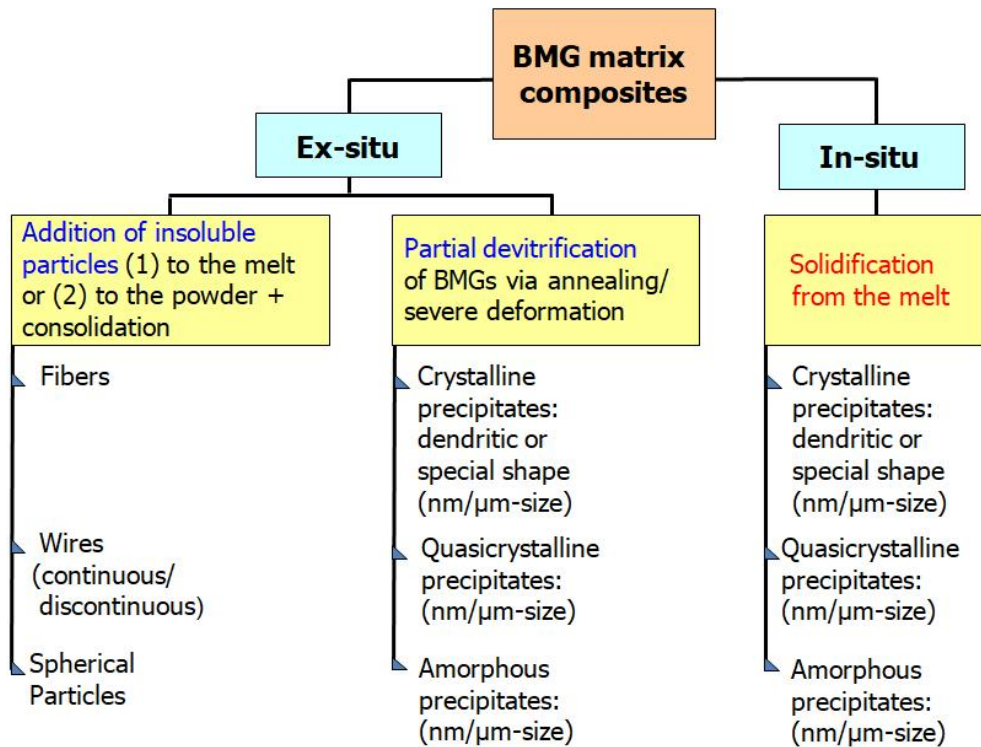 BMG matrix
composites
Ex-situ
In-situ
Addition of insoluble
particles (1) to the melt
or (2) to the powder +
consolidation
Fibers
Wires
(continuous/
discontinuous)
Spherical
Particles
Partial devitrification
of BMGs via annealing/
severe deformation
Crystalline
precipitates:
dendritic or
special shape
(nm/µm-size)
Quasicrystalline
precipitates:
(nm/µm-size)
Amorphous
precipitates:
(nm/µm-size)
Solidification
from the melt
Crystalline
precipitates:
dendritic or
special shape
(nm/µm-size)
Quasicrystalline
precipitates:
(nm/µm-size)
Amorphous
precipitates:
(nm/µm-size)